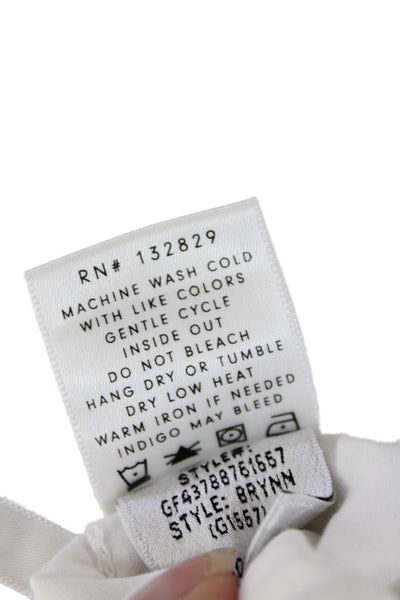 RN# 132829
MACHINE WASH COLD
WITH LIKE COLORS
GENTLE CYCLE
INSIDE OUT
DO NOT BLEACH
HANG DRY OR TUMBLE
DRY LOW HEAT
WARM IRON IF NEEDED
INDIGO MAY BLEED
STYLE#:
GF43788761667
STYLE: BRYNN
(G1667)